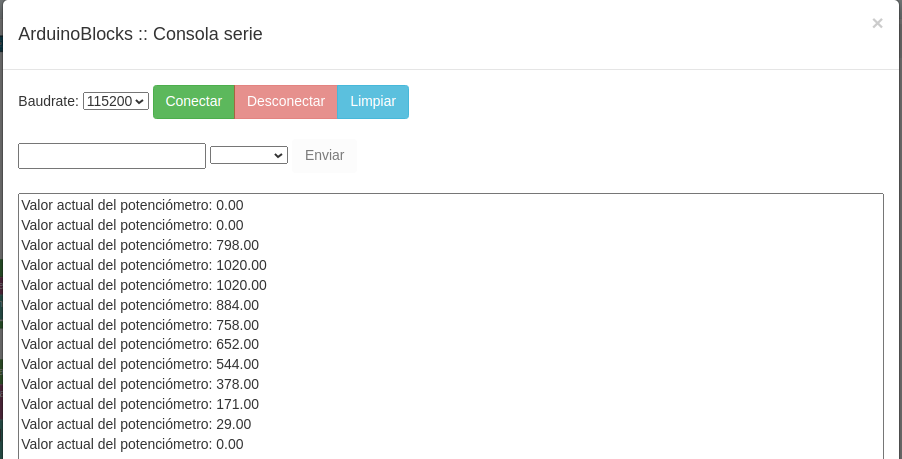 ArduinoBlocks :: Consola serie
×
Baudrate: 115200 Conectar Desconectar Limpiar
Enviar
Valor actual del potenciómetro: 0.00
Valor actual del potenciómetro: 0.00
Valor actual del potenciómetro: 798.00
Valor actual del potenciómetro: 1020.00
Valor actual del potenciómetro: 1020.00
Valor actual del potenciómetro: 884.00
Valor actual del potenciómetro: 758.00
Valor actual del potenciómetro: 652.00
Valor actual del potenciómetro: 544.00
Valor actual del potenciómetro: 378.00
Valor actual del potenciómetro: 171.00
Valor actual del potenciómetro: 29.00
Valor actual del potenciómetro: 0.00